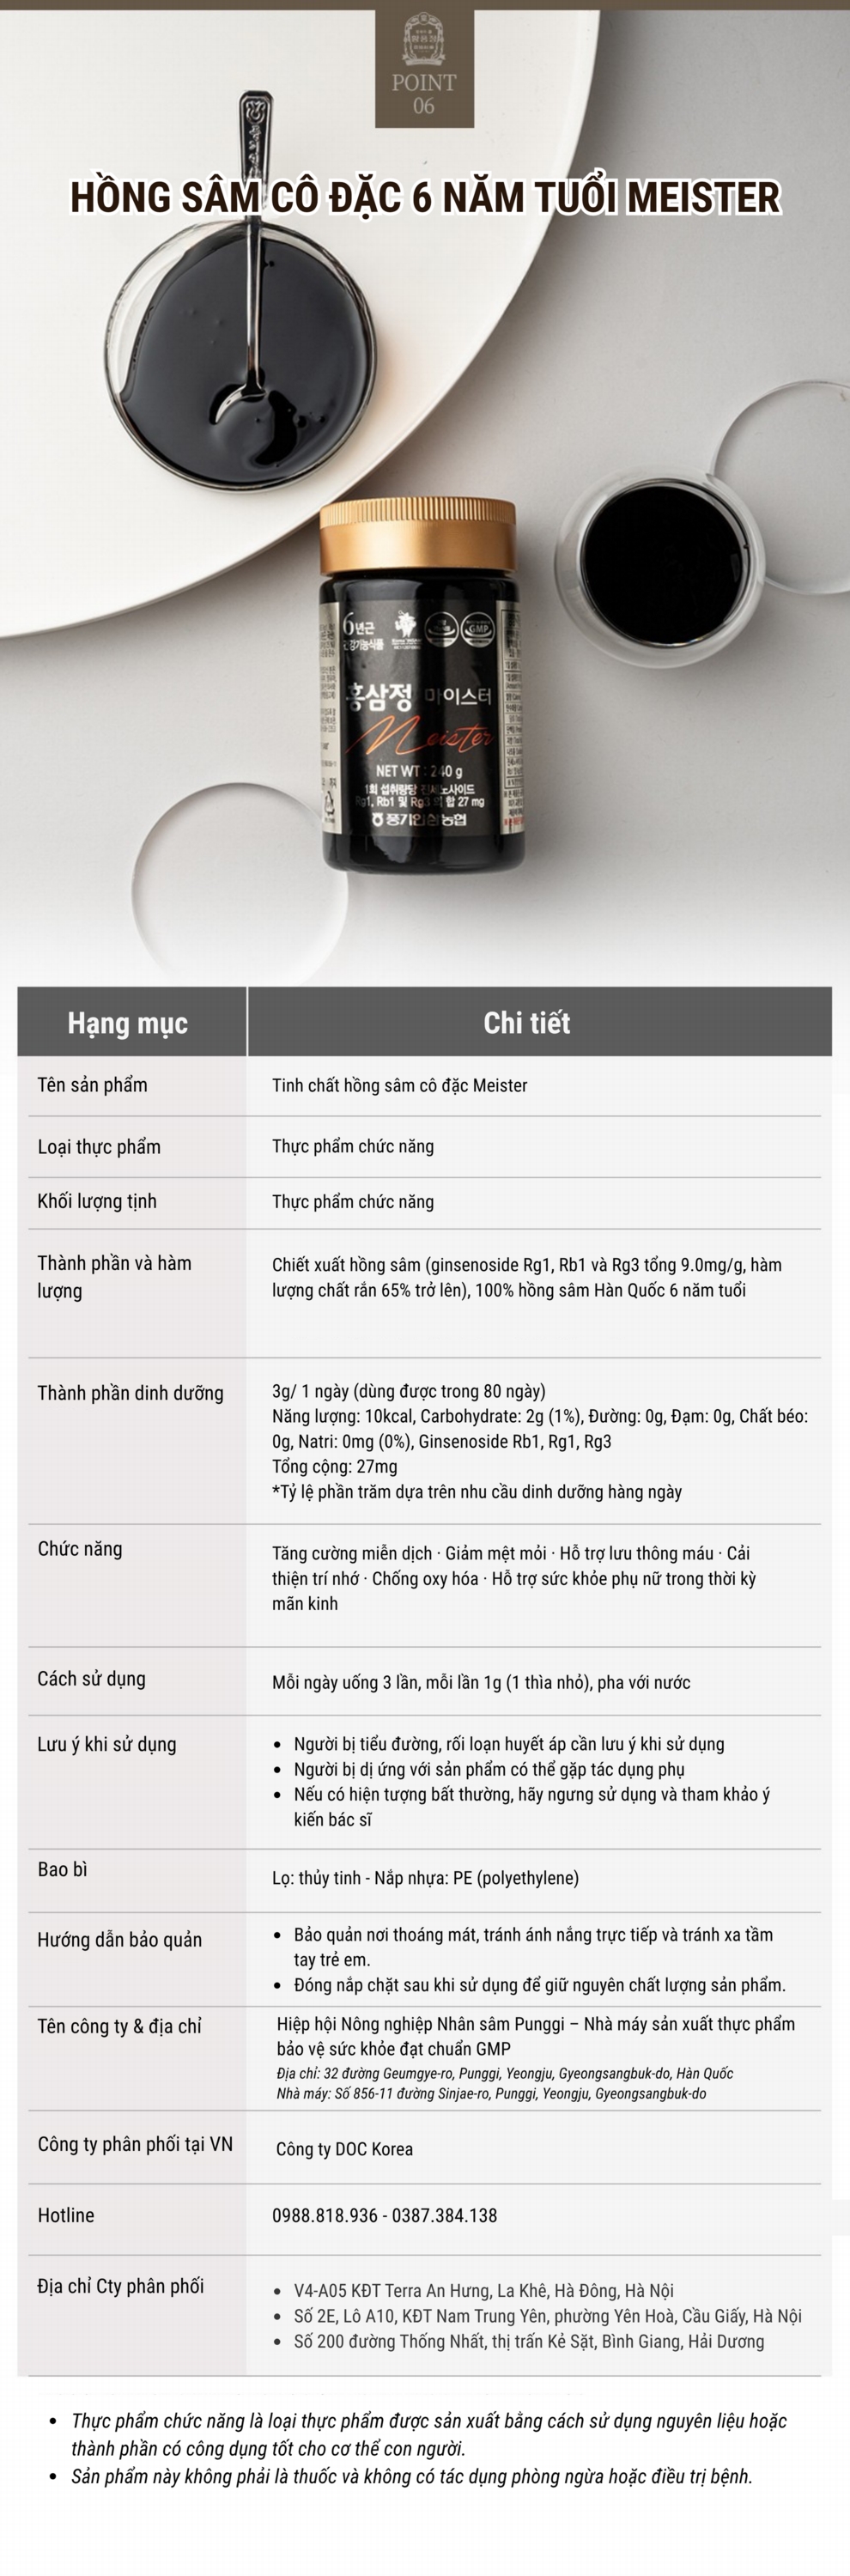 POINT
06
HỒNG SÂM CÔ ĐẶC 6 NĂM TUỔI MEISTER
6년근
GMP
홍삼정 마이스터
Meister
NET WT : 240 g
1회 섭취량당 진세노사이드
Rg1, Rb1 및 Rg3의 합 27 mg
풍기인삼농협
Hạng mục
Chi tiết
Tên sản phẩm
Tinh chất hồng sâm cô đặc Meister
Loại thực phẩm
Thực phẩm chức năng
Khối lượng tịnh
Thực phẩm chức năng
Thành phần và hàm
lượng
Chiết xuất hồng sâm (ginsenoside Rg1, Rb1 và Rg3 tổng 9.0mg/g, hàm
lượng chất rắn 65% trở lên), 100% hồng sâm Hàn Quốc 6 năm tuổi
Thành phần dinh dưỡng
3g/ 1 ngày (dùng được trong 80 ngày)
Năng lượng: 10kcal, Carbohydrate: 2g (1%), Đường: 0g, Đạm: 0g, Chất béo:
0g, Natri: 0mg (0%), Ginsenoside Rb1, Rg1, Rg3
Tổng cộng: 27mg
*Tỷ lệ phần trăm dựa trên nhu cầu dinh dưỡng hàng ngày
Chức năng
Tăng cường miễn dịch · Giảm mệt mỏi · Hỗ trợ lưu thông máu · Cải
thiện trí nhớ · Chống oxy hóa · Hỗ trợ sức khỏe phụ nữ trong thời kỳ
mãn kinh
Cách sử dụng
Mỗi ngày uống 3 lần, mỗi lần 1g (1 thìa nhỏ), pha với nước
Lưu ý khi sử dụng
• Người bị tiểu đường, rối loạn huyết áp cần lưu ý khi sử dụng
• Người bị dị ứng với sản phẩm có thể gặp tác dụng phụ
• Nếu có hiện tượng bất thường, hãy ngưng sử dụng và tham khảo ý
kiến bác sĩ
Bao bì
Lọ: thủy tinh - Nắp nhựa: PE (polyethylene)
Hướng dẫn bảo quản
• Bảo quản nơi thoáng mát, tránh ánh nắng trực tiếp và tránh xa tầm
tay trẻ em.
• Đóng nắp chặt sau khi sử dụng để giữ nguyên chất lượng sản phẩm.
Tên công ty & địa chỉ
Hiệp hội Nông nghiệp Nhân sâm Punggi – Nhà máy sản xuất thực phẩm
bảo vệ sức khỏe đạt chuẩn GMP
Địa chỉ: 32 đường Geumgye-ro, Punggi, Yeongju, Gyeongsangbuk-do, Hàn Quốc
Nhà máy: Số 856-11 đường Sinjae-ro, Punggi, Yeongju, Gyeongsangbuk-do
Công ty phân phối tại VN
Công ty DOC Korea
Hotline
0988.818.936 - 0387.384.138
Địa chỉ Cty phân phối
• V4-A05 KĐT Terra An Hưng, La Khê, Hà Đông, Hà Nội
• Số 2E, Lô A10, KĐT Nam Trung Yên, phường Yên Hoà, Cầu Giấy, Hà Nội
• Số 200 đường Thống Nhất, thị trấn Kẻ Sặt, Bình Giang, Hải Dương
• Thực phẩm chức năng là loại thực phẩm được sản xuất bằng cách sử dụng nguyên liệu hoặc
thành phần có công dụng tốt cho cơ thể con người.
• Sản phẩm này không phải là thuốc và không có tác dụng phòng ngừa hoặc điều trị bệnh.